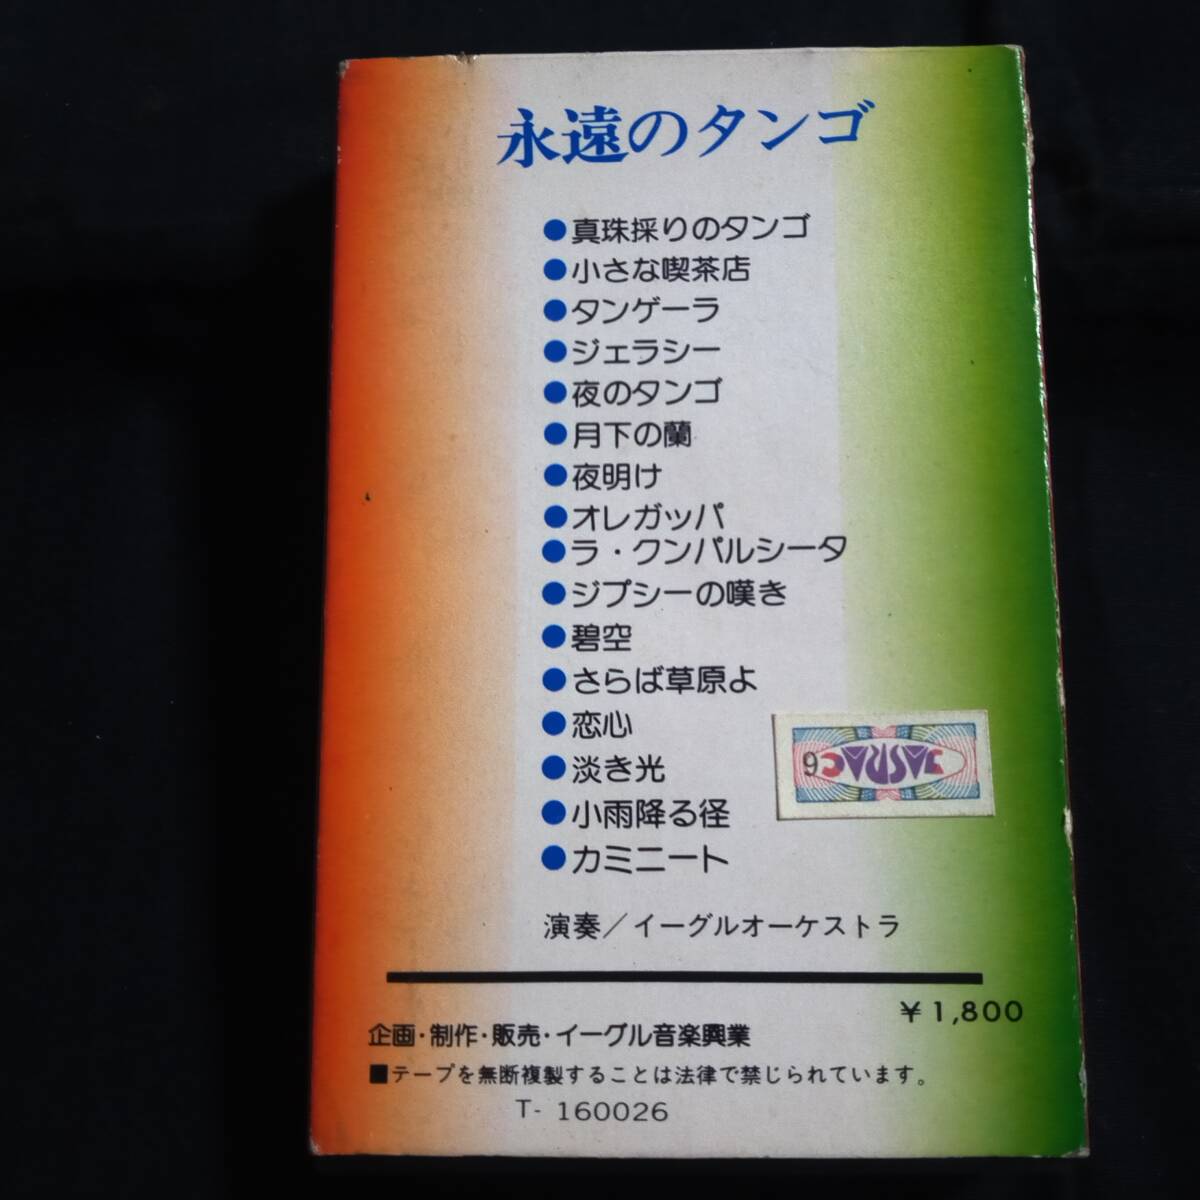 永遠のタンゴ
●真珠採りのタンゴ
●小さな喫茶店
●タンゲーラ
●ジェラシー
●夜のタンゴ
●月下の蘭
●夜明け
●オレガッパ
●ラ・クンパルシータ
●ジプシーの嘆き
●碧空
●さらば草原よ
●恋心
●淡き光
●小雨降る径
●カミニート
JASRAC 6
演奏／イーグルオーケストラ
¥1,800
企画・制作・販売・イーグル音楽興業
■テープを無断複製することは法律で禁じられています。
T- 160026